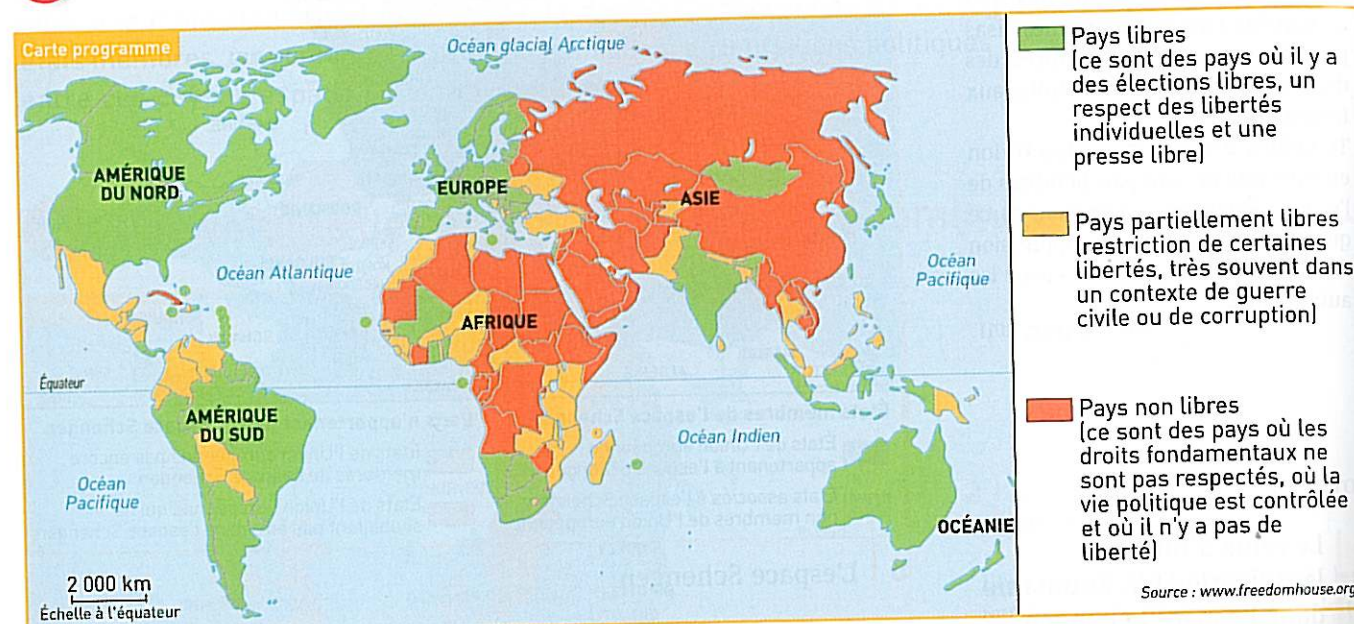 Carte programme
Océan glacial Arctique
AMÉRIQUE
DU NORD
EUROPE
ASIE
Océan Atlantique
Océan
Pacifique
AFRIQUE
Équateur
AMÉRIQUE
DU SUD
Océan Indien
Océan
Pacifique
OCÉANIE
2 000 km
Échelle à l'équateur
Pays libres
(ce sont des pays où il y a
des élections libres, un
respect des libertés
individuelles et une
presse libre)
Pays partiellement libres
(restriction de certaines
libertés, très souvent dans
un contexte de guerre
civile ou de corruption)
Pays non libres
(ce sont des pays où les
droits fondamentaux ne
sont pas respectés, où la
vie politique est contrôlée
et où il n'y a pas de
liberté)
Source : www.freedomhouse.org